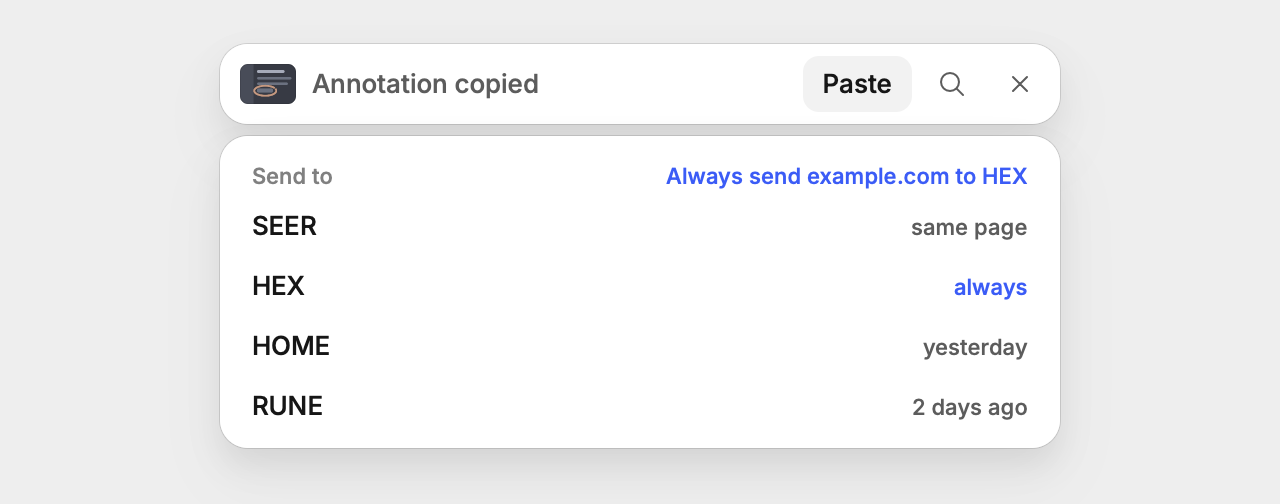 Annotation copied Paste
Send to Always send example.com to HEX
SEER same page
HEX always
HOME yesterday
RUNE 2 days ago